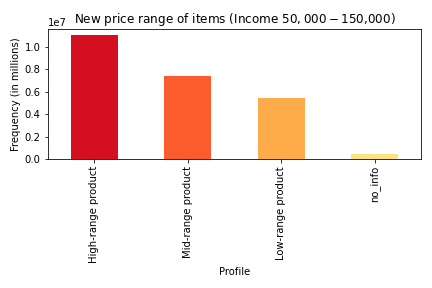 New price range of items (Income 50, 000 − 150,000)
1e7
1.0
0.8
0.6
0.4
0.2
0.0
Frequency (in millions)
High-range product
Mid-range product
Low-range product
no_info
Profile